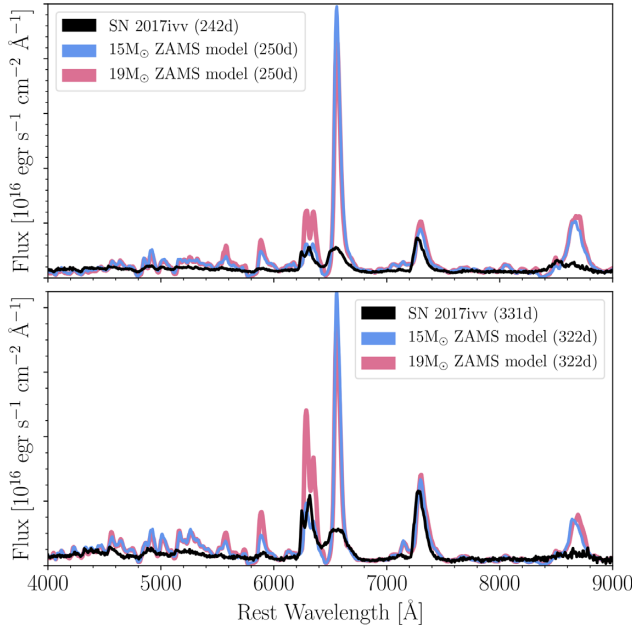 SN 2017ivv (242d)
15M⊙ ZAMS model (250d)
19M⊙ ZAMS model (250d)
Flux [10¹⁶ egr s⁻¹ cm⁻² Å⁻¹]
SN 2017ivv (331d)
15M⊙ ZAMS model (322d)
19M⊙ ZAMS model (322d)
Flux [10¹⁶ egr s⁻¹ cm⁻² Å⁻¹]
4000 5000 6000 7000 8000 9000
Rest Wavelength [Å]